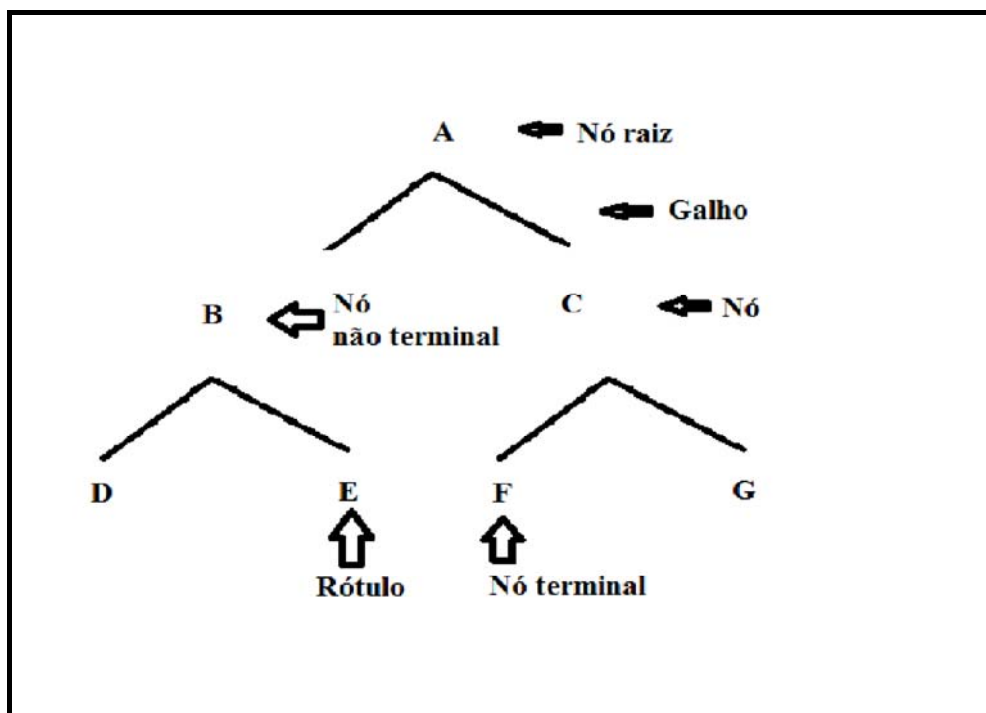 A
Nó raiz
Galho
B
Nó
não terminal
C
Nó
D
E
F
G
Rótulo
Nó terminal